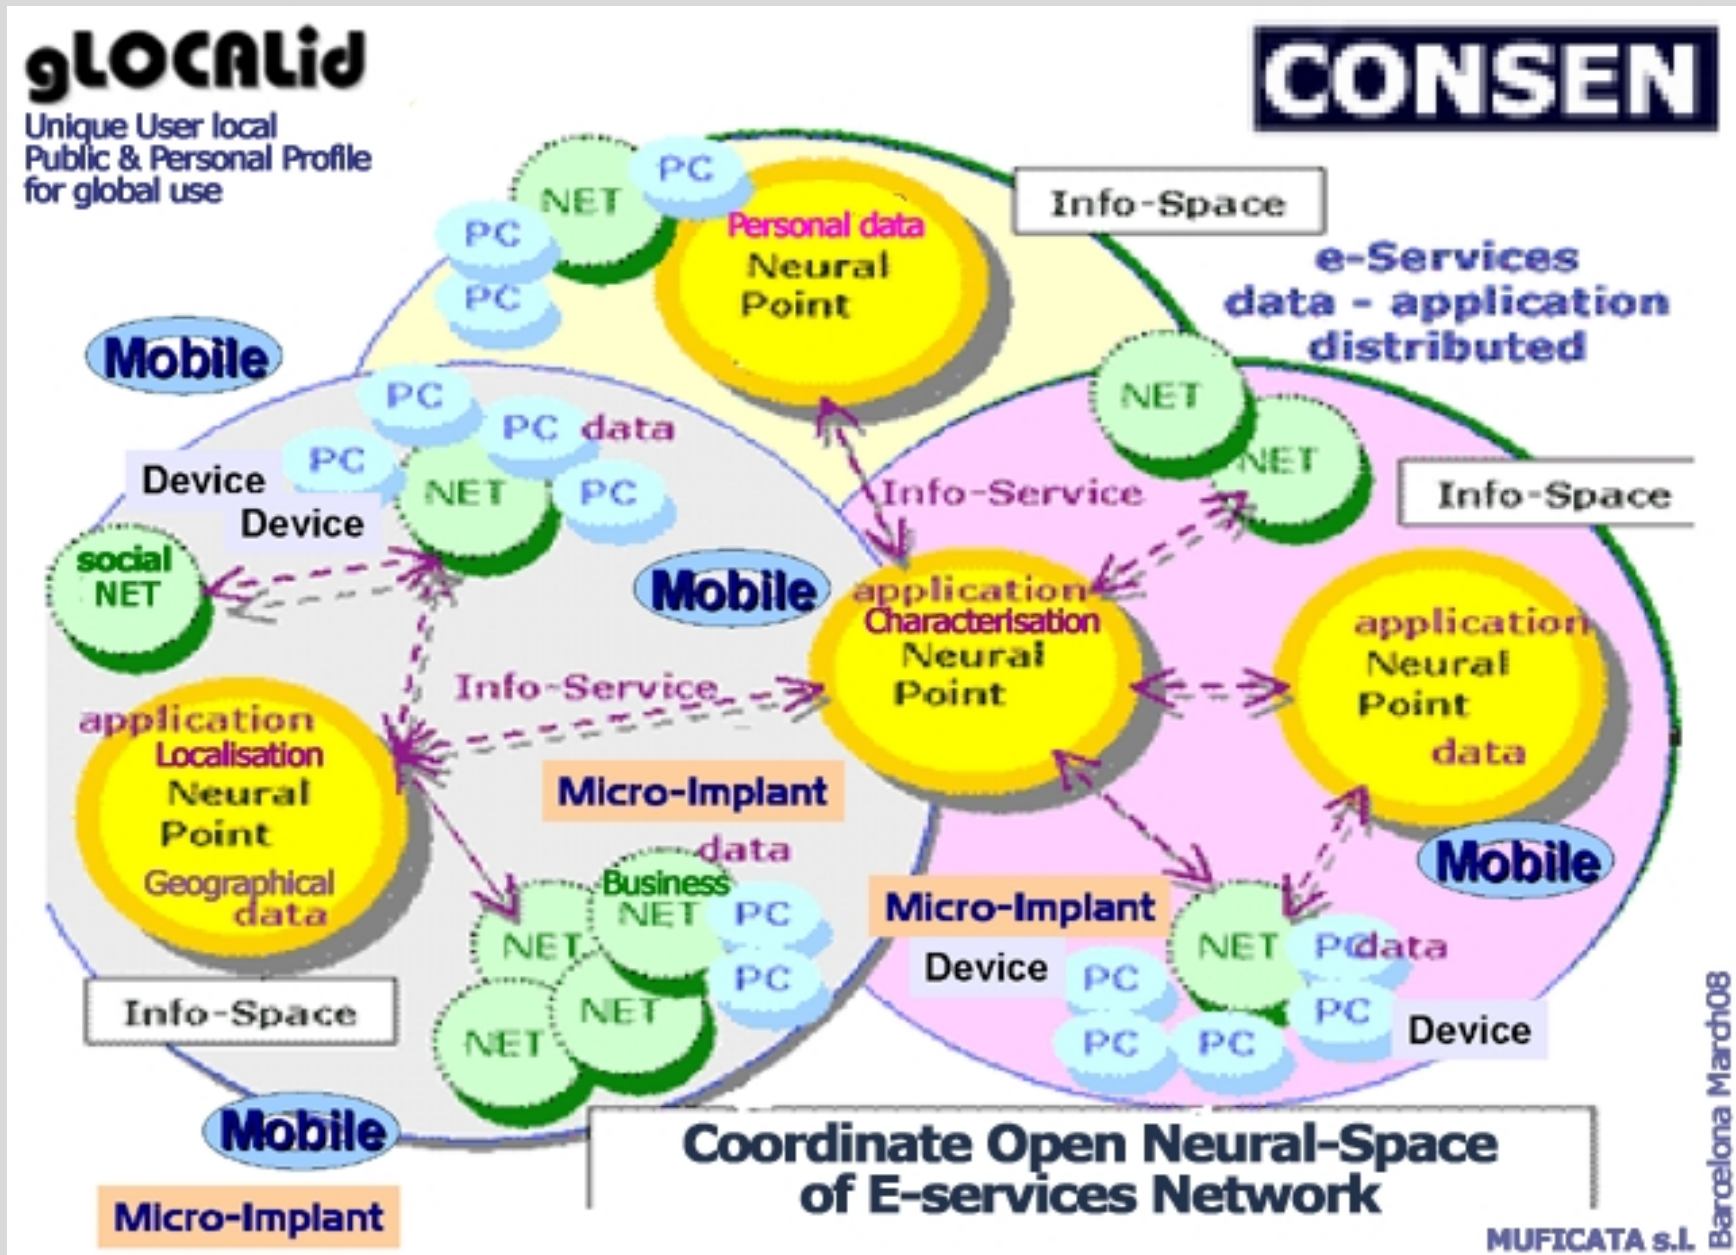 gLOCALid
Unique User local
Public & Personal Profile
for global use
CONSEN
NET
PC
PC
PC
Personal data
Neural
Point
Info-Space
e-Services
data - application
distributed
Mobile
PC
PC data
PC
NET
PC
Device
Device
social
NET
NET
NET
Info-Service
Info-Space
Mobile
application
Characterisation
Neural
Point
application
Neural
Point
data
Info-Service
application
Localisation
Neural
Point
Geographical
data
Micro-Implant
data
Business
NET
PC
PC
NET
NET
NET
Mobile
Micro-Implant
Device
NET
PC
data
PC
PC
PC
PC
Device
Info-Space
Mobile
Micro-Implant
Coordinate Open Neural-Space
of E-services Network
MUFICATA s.l.
Barcelona March08